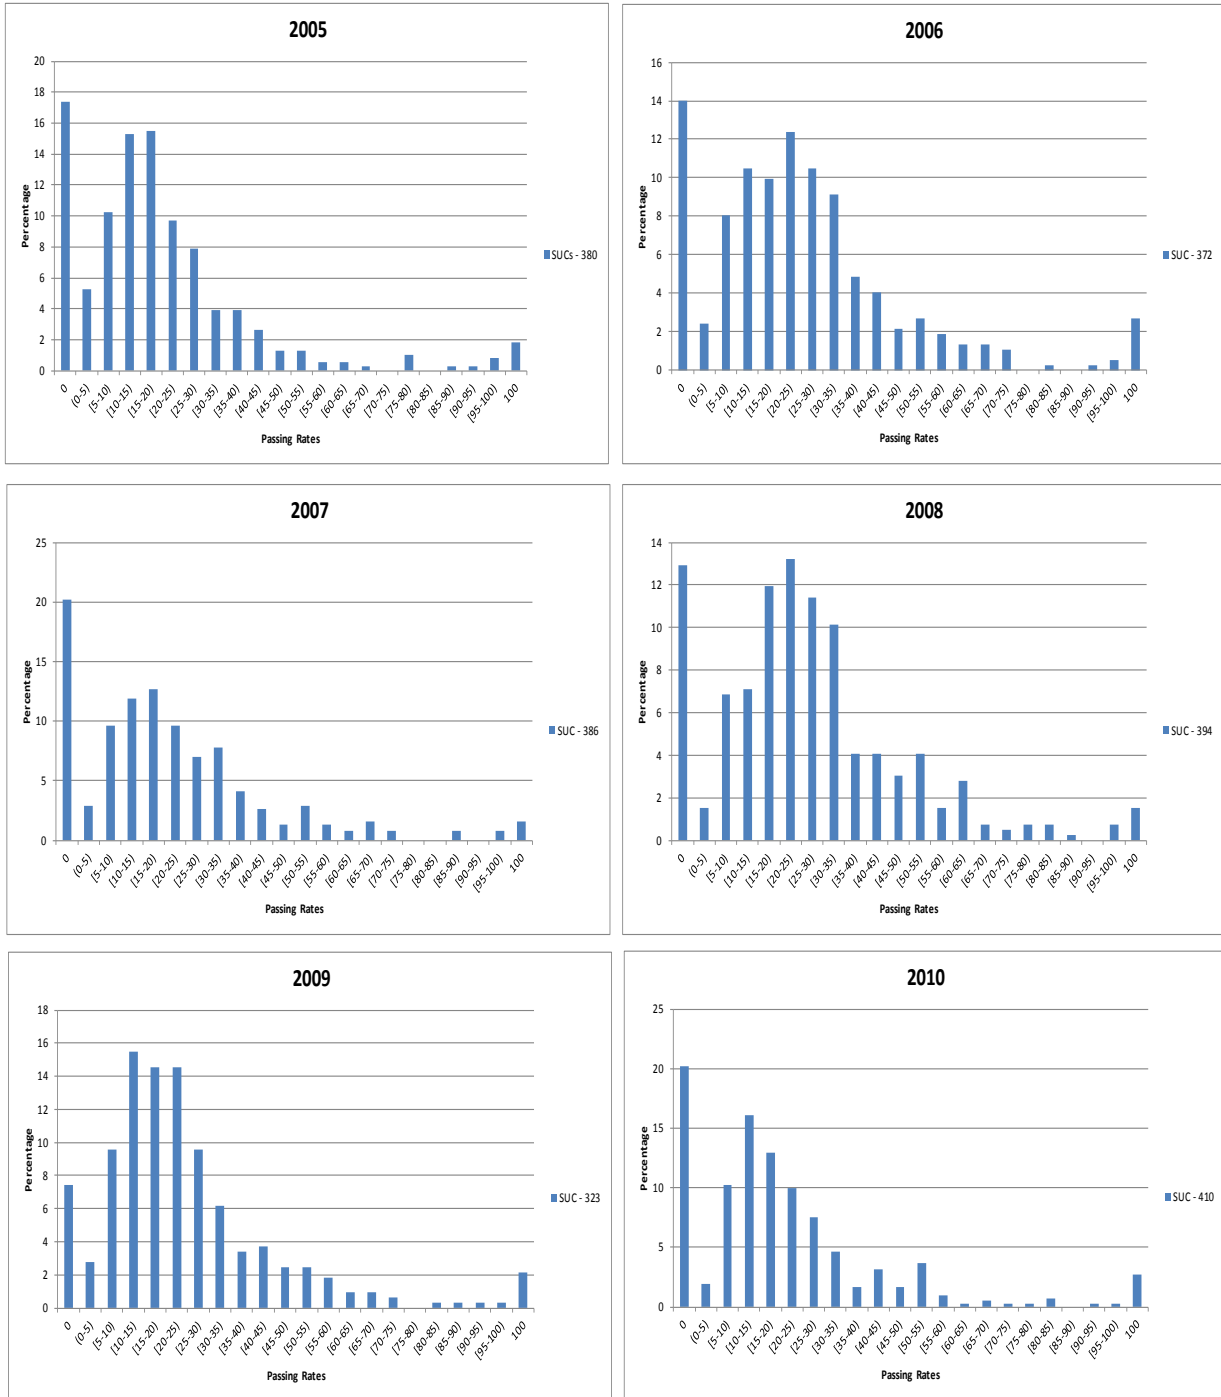 2005
20
18
16
14
12
10
8
6
4
2
0
Percentage
0 (0-5) [5-10) [10-15) [15-20) [20-25) [25-30) [30-35) [35-40) [40-45) [45-50) [50-55) [55-60) [60-65) [65-70) [70-75) [75-80) [80-85) [85-90) [90-95) [95-100) 100
Passing Rates
SUCs - 380
2006
16
14
12
10
8
6
4
2
0
Percentage
0 (0-5) [5-10) [10-15) [15-20) [20-25) [25-30) [30-35) [35-40) [40-45) [45-50) [50-55) [55-60) [60-65) [65-70) [70-75) [75-80) [80-85) [85-90) [90-95) [95-100) 100
Passing Rates
SUC - 372
2007
25
20
15
10
5
0
Percentage
0 (0-5) [5-10) [10-15) [15-20) [20-25) [25-30) [30-35) [35-40) [40-45) [45-50) [50-55) [55-60) [60-65) [65-70) [70-75) [75-80) [80-85) [85-90) [90-95) [95-100) 100
Passing Rates
SUC - 386
2008
14
12
10
8
6
4
2
0
Percentage
0 (0-5) [5-10) [10-15) [15-20) [20-25) [25-30) [30-35) [35-40) [40-45) [45-50) [50-55) [55-60) [60-65) [65-70) [70-75) [75-80) [80-85) [85-90) [90-95) [95-100) 100
Passing Rates
SUC - 394
2009
18
16
14
12
10
8
6
4
2
0
Percentage
0 (0-5) [5-10) [10-15) [15-20) [20-25) [25-30) [30-35) [35-40) [40-45) [45-50) [50-55) [55-60) [60-65) [65-70) [70-75) [75-80) [80-85) [85-90) [90-95) [95-100) 100
Passing Rates
SUC - 323
2010
25
20
15
10
5
0
Percentage
0 (0-5) [5-10) [10-15) [15-20) [20-25) [25-30) [30-35) [35-40) [40-45) [45-50) [50-55) [55-60) [60-65) [65-70) [70-75) [75-80) [80-85) [85-90) [90-95) [95-100) 100
Passing Rates
SUC - 410